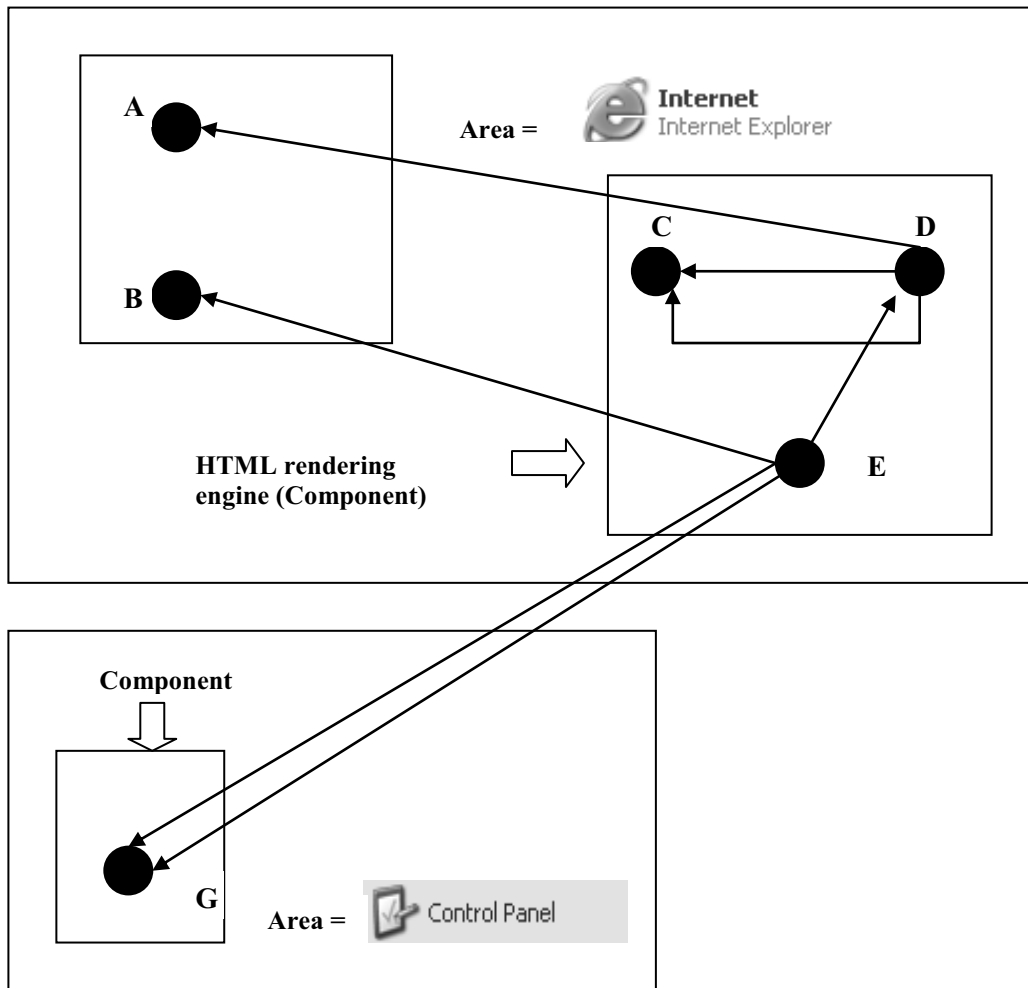 A
Area =
Internet
Internet Explorer
C
D
B
HTML rendering
engine (Component)
E
Component
G
Area =
Control Panel